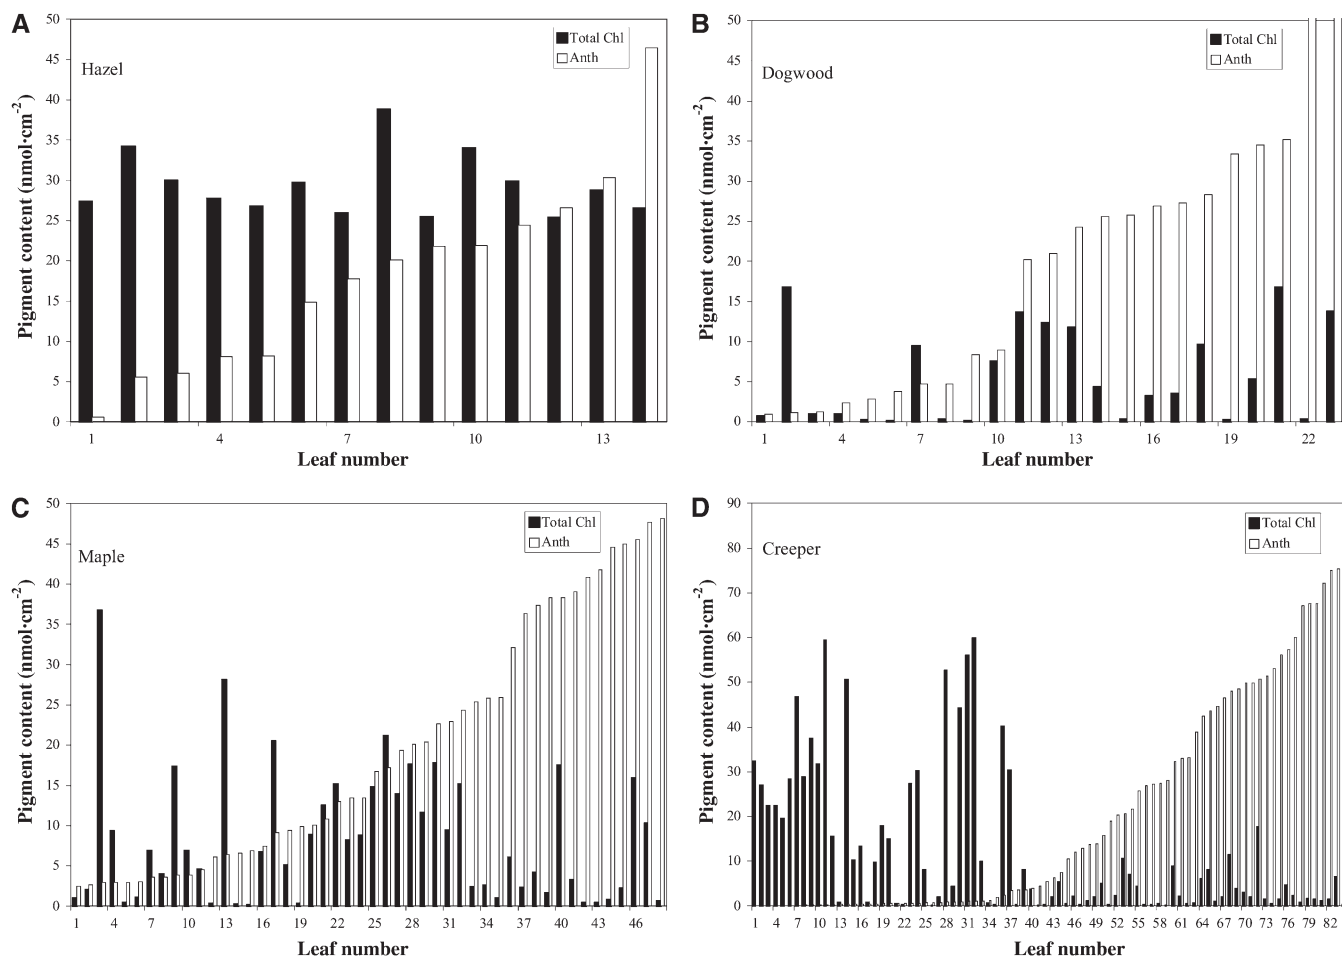 A
Hazel
Total Chl
Anth
Pigment content (nmol·cm-2)
50
45
40
35
30
25
20
15
10
5
0
1 4 7 10 13
Leaf number
B
Dogwood
Total Chl
Anth
Pigment content (nmol·cm-2)
50
45
40
35
30
25
20
15
10
5
0
1 4 7 10 13 16 19 22
Leaf number
C
Maple
Total Chl
Anth
Pigment content (nmol·cm-2)
50
45
40
35
30
25
20
15
10
5
0
1 4 7 10 13 16 19 22 25 28 31 34 37 40 43 46
Leaf number
D
Creeper
Total Chl
Anth
Pigment content (nmol·cm-2)
90
80
70
60
50
40
30
20
10
0
1 4 7 10 13 16 19 22 25 28 31 34 37 40 43 46 49 52 55 58 61 64 67 70 73 76 79 82
Leaf number